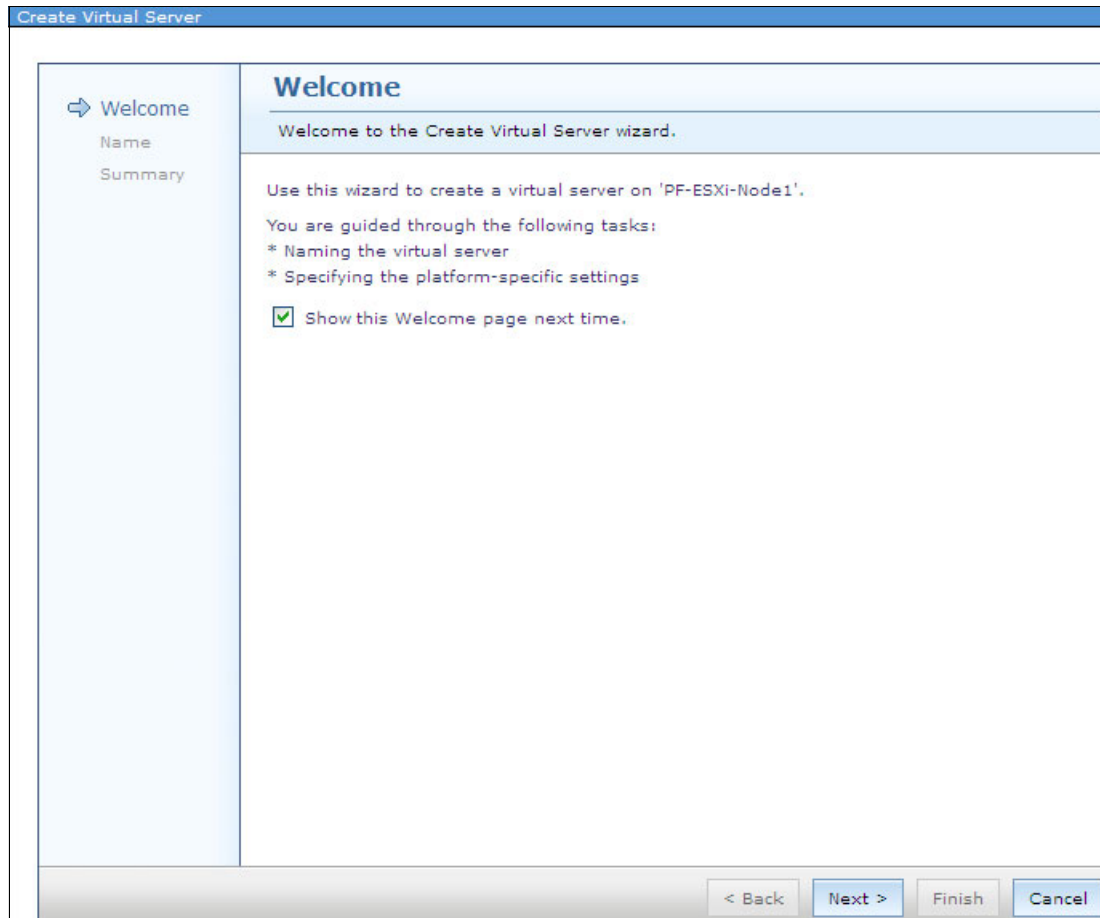 Create Virtual Server
Welcome
Name
Summary
Welcome
Welcome to the Create Virtual Server wizard.
Use this wizard to create a virtual server on 'PF-ESXi-Node1'.
You are guided through the following tasks:
* Naming the virtual server
* Specifying the platform-specific settings
Show this Welcome page next time.
< Back
Next >
Finish
Cancel